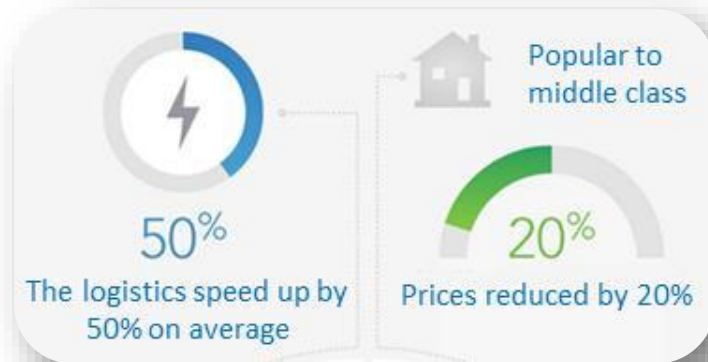 50%
The logistics speed up by
50% on average
Popular to
middle class
20%
Prices reduced by 20%